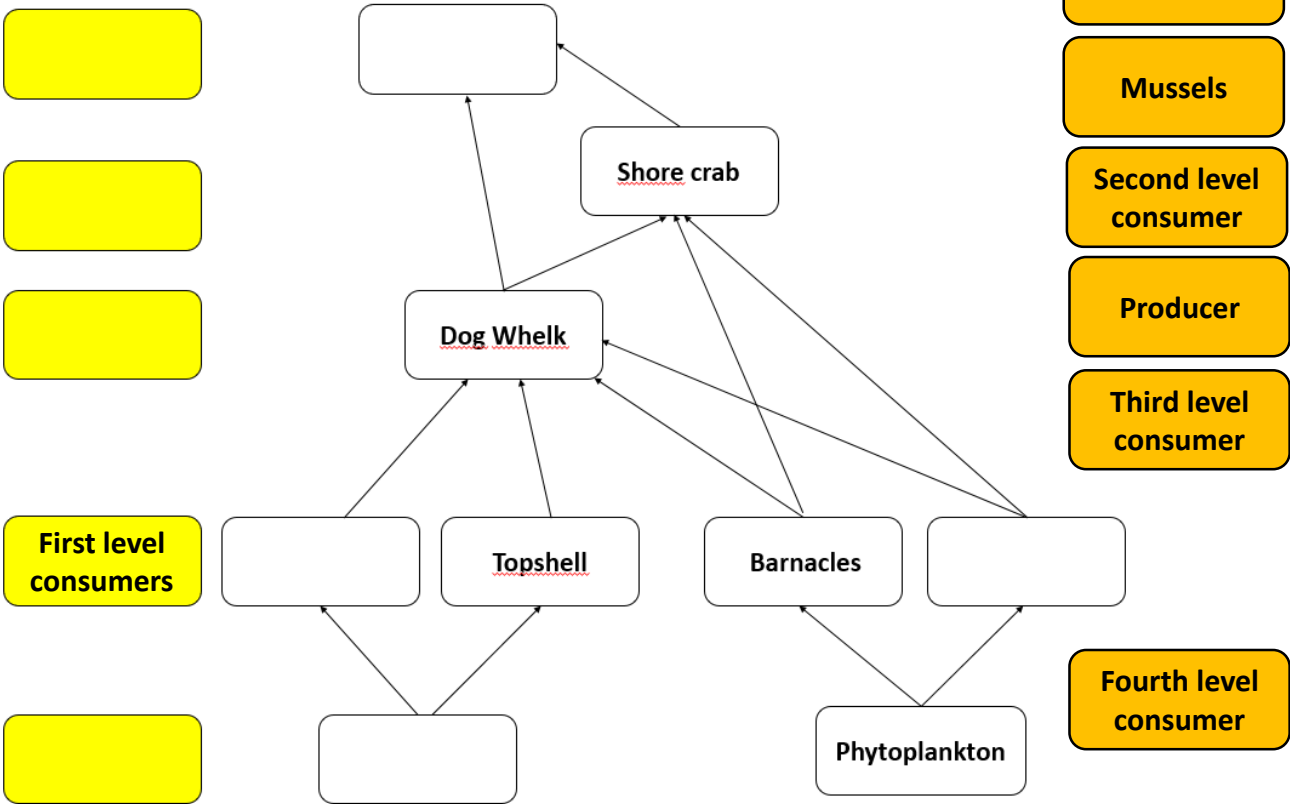 Mussels
Shore crab
Second level
consumer
Producer
Dog Whelk
Third level
consumer
First level
consumers
Topshell
Barnacles
Fourth level
consumer
Phytoplankton